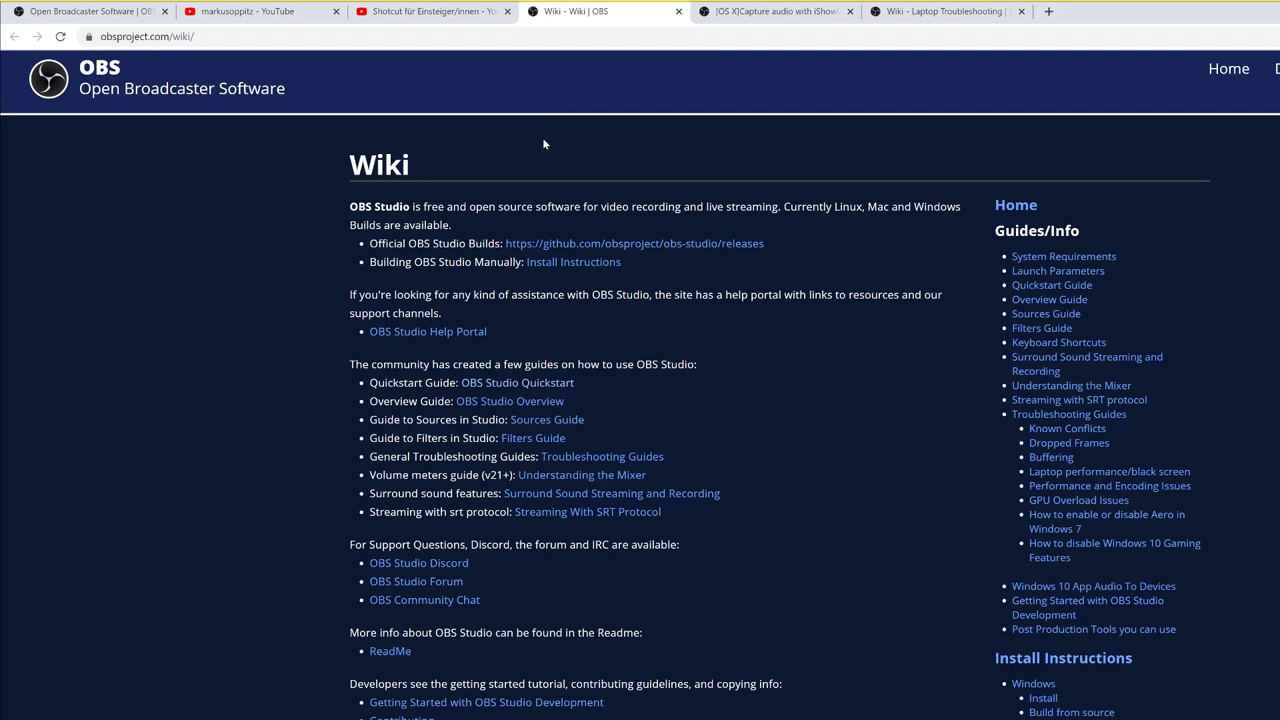 Open Broadcaster Software | OBS
markusoppitz - YouTube
Shotcut für Einsteiger/innen - Yo
Wiki - Wiki | OBS
[OS X]Capture audio with iShowU
Wiki - Laptop Troubleshooting |
obsproject.com/wiki/
OBS
Open Broadcaster Software
Home
Wiki
OBS Studio is free and open source software for video recording and live streaming. Currently Linux, Mac and Windows
Builds are available.
Official OBS Studio Builds: https://github.com/obsproject/obs-studio/releases
Building OBS Studio Manually: Install Instructions
If you're looking for any kind of assistance with OBS Studio, the site has a help portal with links to resources and our
support channels.
OBS Studio Help Portal
The community has created a few guides on how to use OBS Studio:
Quickstart Guide: OBS Studio Quickstart
Overview Guide: OBS Studio Overview
Guide to Sources in Studio: Sources Guide
Guide to Filters in Studio: Filters Guide
General Troubleshooting Guides: Troubleshooting Guides
Volume meters guide (v21+): Understanding the Mixer
Surround sound features: Surround Sound Streaming and Recording
Streaming with srt protocol: Streaming With SRT Protocol
For Support Questions, Discord, the forum and IRC are available:
OBS Studio Discord
OBS Studio Forum
OBS Community Chat
More info about OBS Studio can be found in the Readme:
ReadMe
Developers see the getting started tutorial, contributing guidelines, and copying info:
Getting Started with OBS Studio Development
Contributing
Home
Guides/Info
System Requirements
Launch Parameters
Quickstart Guide
Overview Guide
Sources Guide
Filters Guide
Keyboard Shortcuts
Surround Sound Streaming and
Recording
Understanding the Mixer
Streaming with SRT protocol
Troubleshooting Guides
Known Conflicts
Dropped Frames
Buffering
Laptop performance/black screen
Performance and Encoding Issues
GPU Overload Issues
How to enable or disable Aero in
Windows 7
How to disable Windows 10 Gaming
Features
Windows 10 App Audio To Devices
Getting Started with OBS Studio
Development
Post Production Tools you can use
Install Instructions
Windows
Install
Build from source